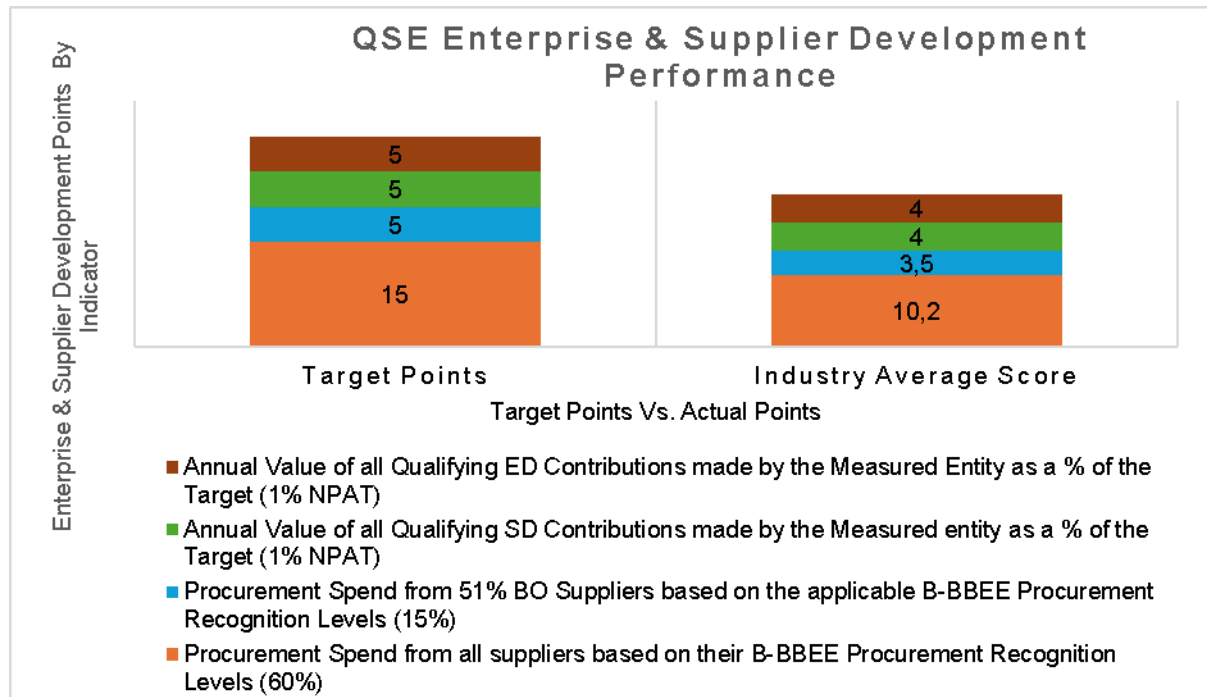 QSE Enterprise & Supplier Development
Performance
Enterprise & Supplier Development Points By
Indicator
5
5
5
15
4
4
3,5
10,2
Target Points
Industry Average Score
Target Points Vs. Actual Points
Annual Value of all Qualifying ED Contributions made by the Measured Entity as a % of the
Target (1% NPAT)
Annual Value of all Qualifying SD Contributions made by the Measured entity as a % of the
Target (1% NPAT)
Procurement Spend from 51% BO Suppliers based on the applicable B-BBEE Procurement
Recognition Levels (15%)
Procurement Spend from all suppliers based on their B-BBEE Procurement Recognition
Levels (60%)